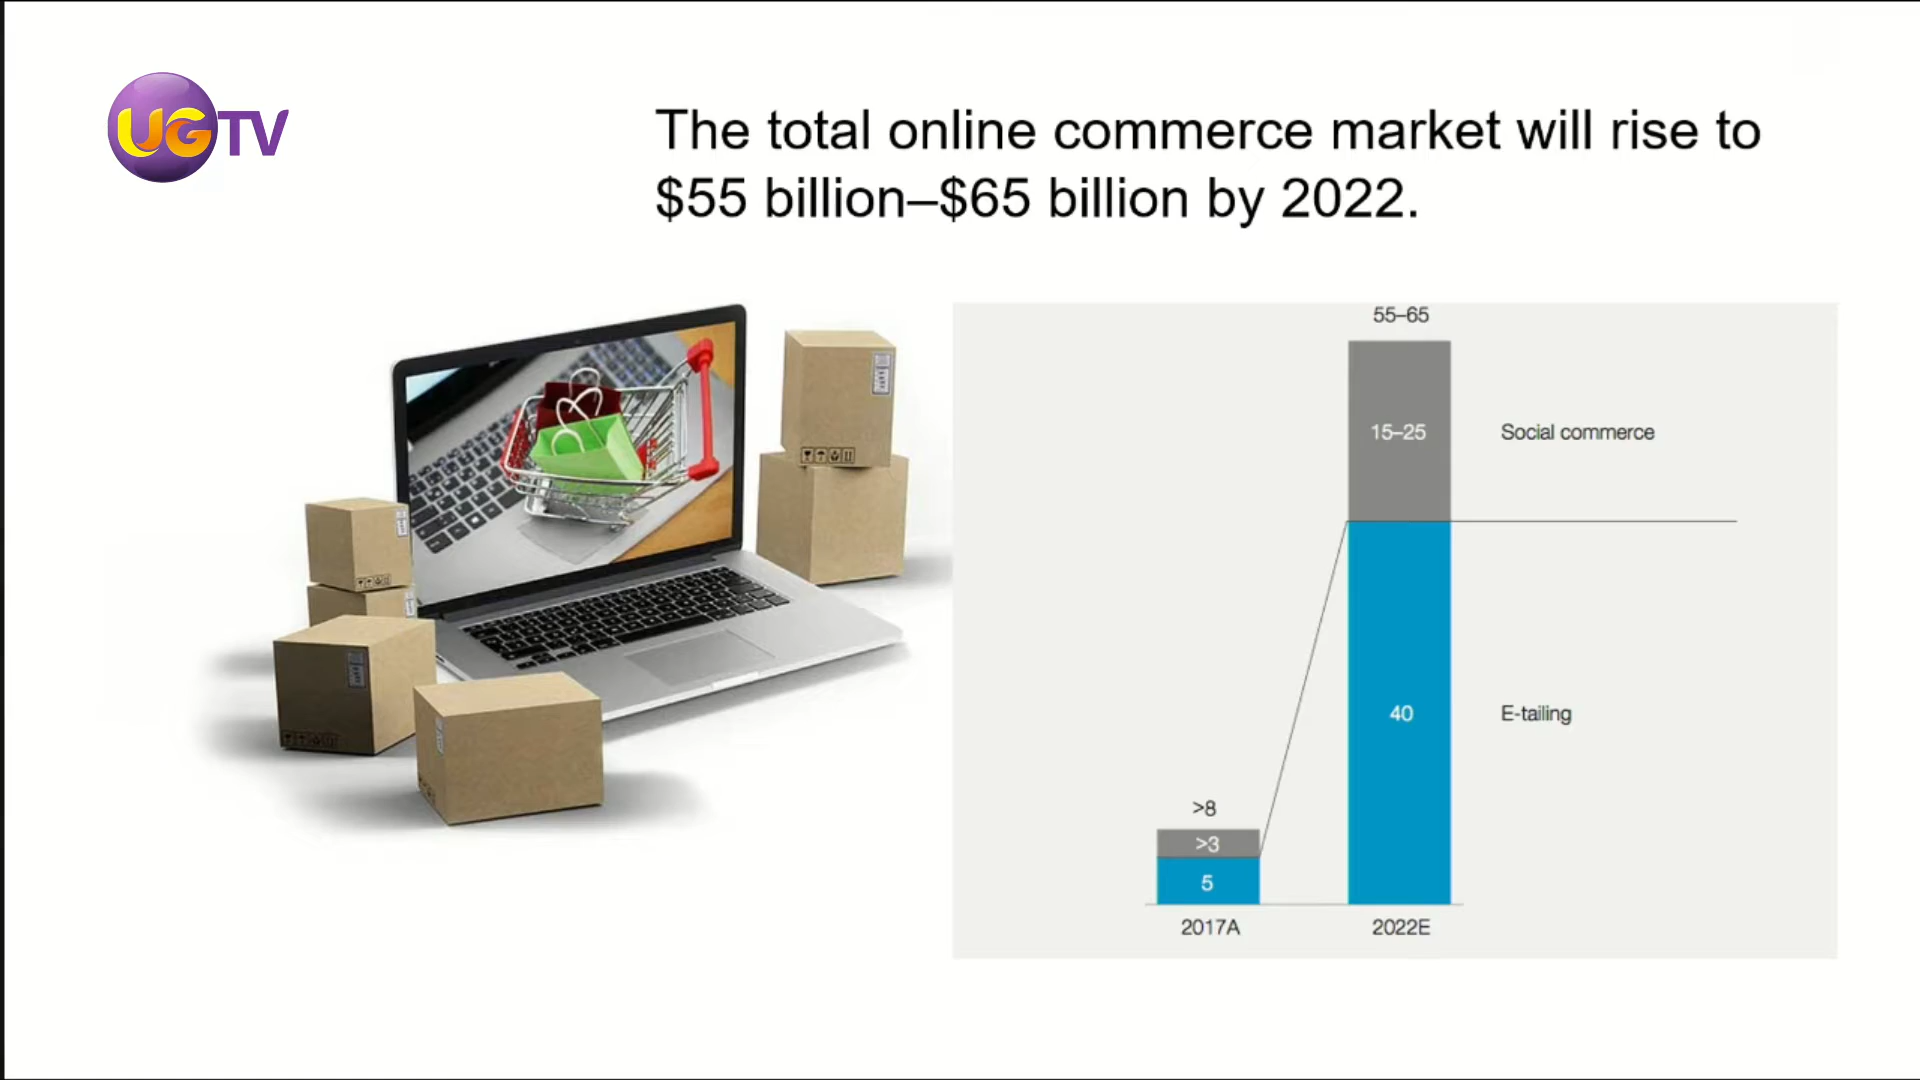 UGTV
The total online commerce market will rise to
$55 billion–$65 billion by 2022.
55–65
15–25
Social commerce
40
E-tailing
>8
>3
5
2017A
2022E